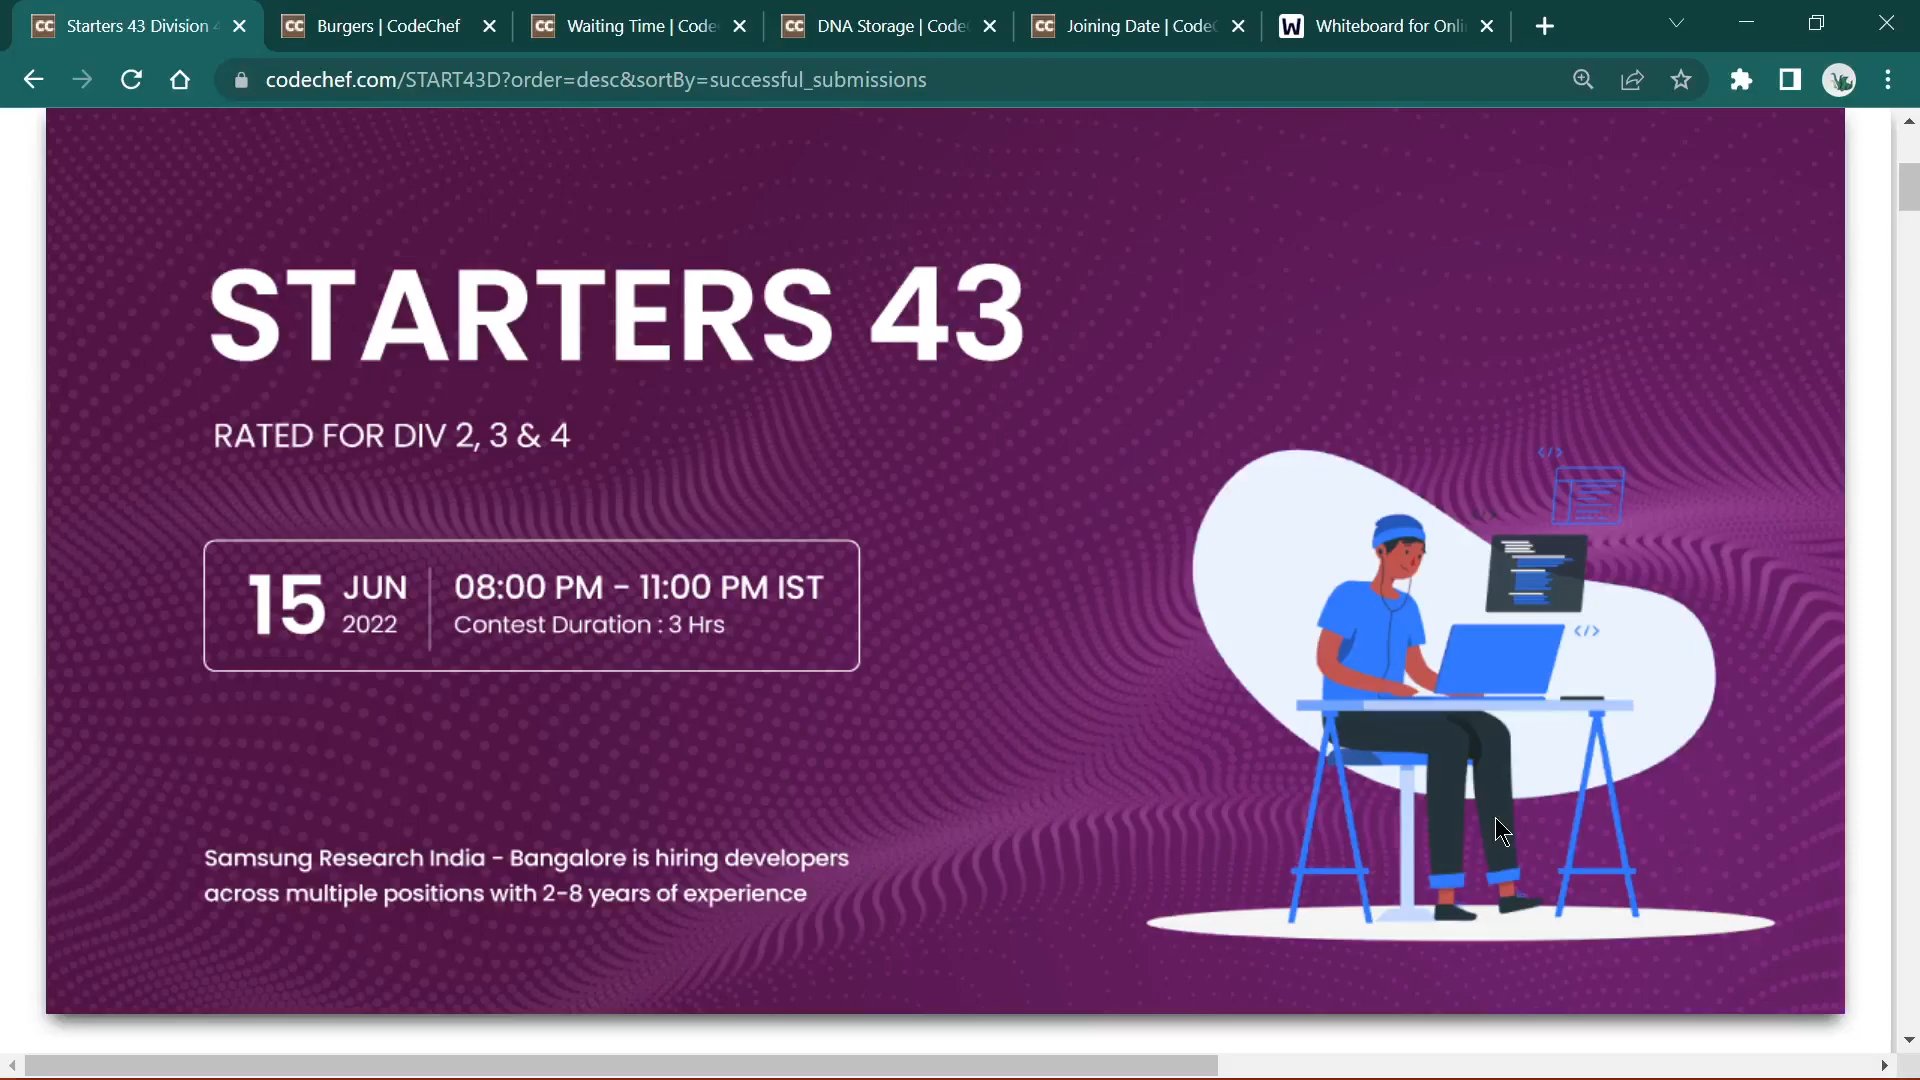 Starters 43 Division 4
Burgers | CodeChef
Waiting Time | Code
DNA Storage | Code
Joining Date | CodeC
Whiteboard for Onli
codechef.com/START43D?order=desc&sortBy=successful_submissions
STARTERS 43
RATED FOR DIV 2, 3 & 4
15 JUN 2022
08:00 PM - 11:00 PM IST
Contest Duration : 3 Hrs
Samsung Research India - Bangalore is hiring developers
across multiple positions with 2-8 years of experience